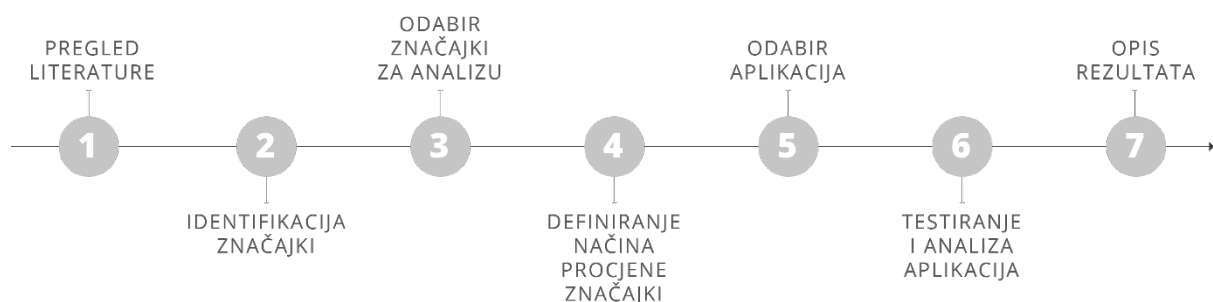 PREGLED
LITERATURE
1
IDENTIFIKACIJA
ZNAČAJKI
2
ODABIR
ZNAČAJKI
ZA ANALIZU
3
DEFINIRANJE
NAČINA
PROCJENE
ZNAČAJKI
4
ODABIR
APLIKACIJA
5
TESTIRANJE
I ANALIZA
APLIKACIJA
6
OPIS
REZULTATA
7